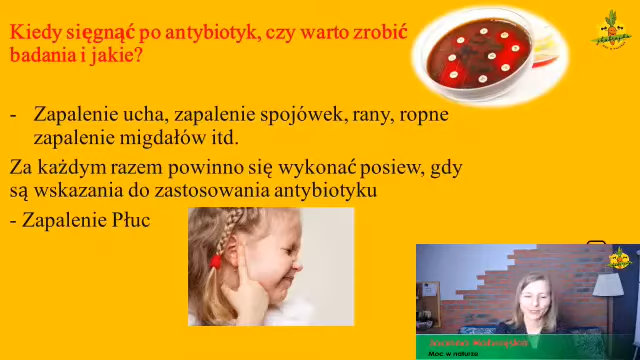 Kiedy sięgnąć po antybiotyk, czy warto zrobić
badania i jakie?
- Zapalenie ucha, zapalenie spojówek, rany, ropne
zapalenie migdałów itd.
Za każdym razem powinno się wykonać posiew, gdy
są wskazania do zastosowania antybiotyku
- Zapalenie Płuc
Moc w naturze